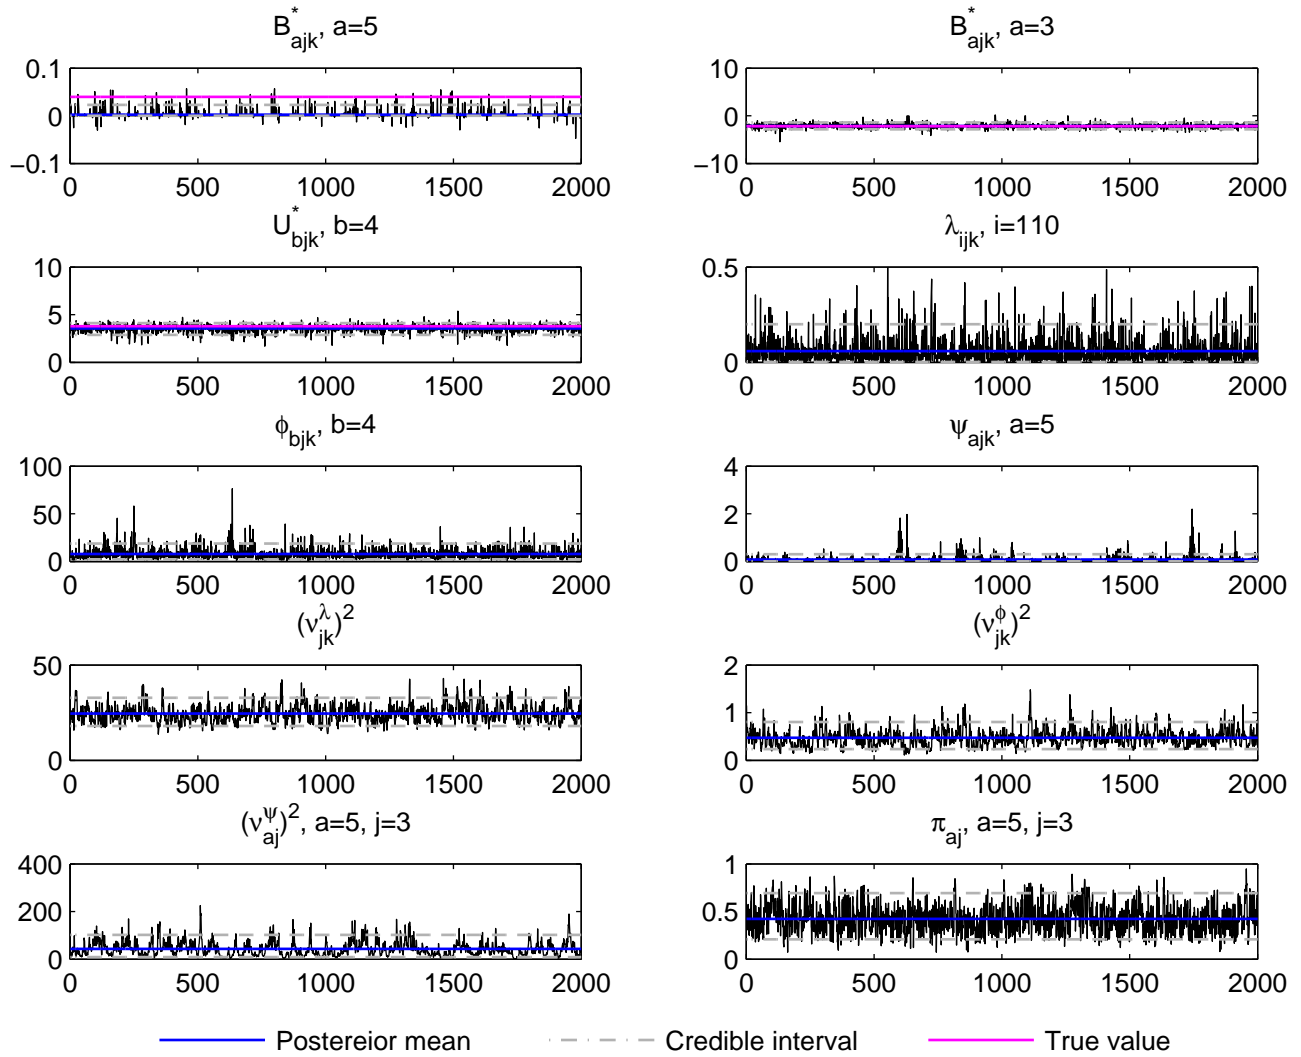 B*ajk, a=5
B*ajk, a=3
0.1
0
−0.1
0 500 1000 1500 2000
10
0
−10
0 500 1000 1500 2000
U*bjk, b=4
λijk, i=110
10
5
0
0 500 1000 1500 2000
0.5
0
0 500 1000 1500 2000
ϕbjk, b=4
ψajk, a=5
100
50
0
0 500 1000 1500 2000
4
2
0
0 500 1000 1500 2000
(νλjk)2
(νϕjk)2
50
0
0 500 1000 1500 2000
2
1
0
0 500 1000 1500 2000
(νψaj)2, a=5, j=3
πaj, a=5, j=3
400
200
0
0 500 1000 1500 2000
1
0.5
0
0 500 1000 1500 2000
Postereior mean Credible interval True value